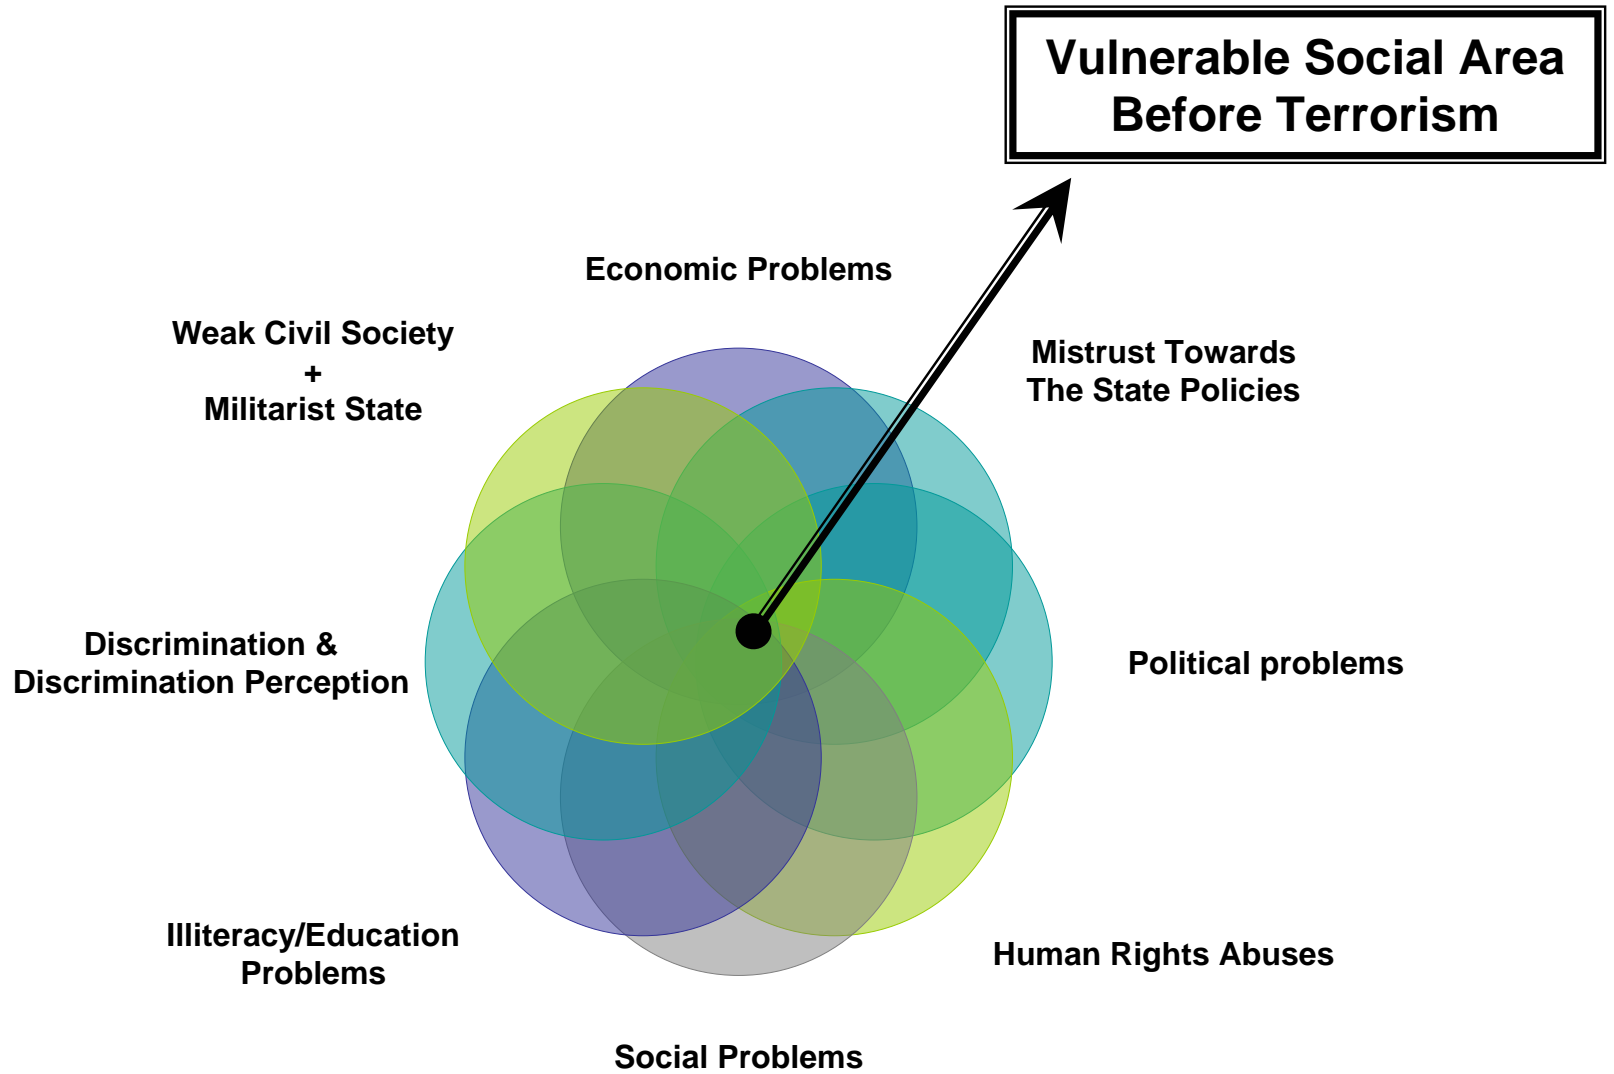 Vulnerable Social Area
Before Terrorism
Economic Problems
Weak Civil Society
+
Militarist State
Mistrust Towards
The State Policies
Discrimination &
Discrimination Perception
Political problems
Illiteracy/Education
Problems
Human Rights Abuses
Social Problems